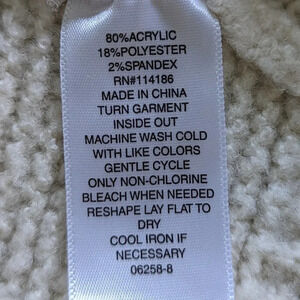 80%ACRYLIC
18%POLYESTER
2%SPANDEX
RN#114186
MADE IN CHINA
TURN GARMENT
INSIDE OUT
MACHINE WASH COLD
WITH LIKE COLORS
GENTLE CYCLE
ONLY NON-CHLORINE
BLEACH WHEN NEEDED
RESHAPE LAY FLAT TO
DRY
COOL IRON IF
NECESSARY
06258-8